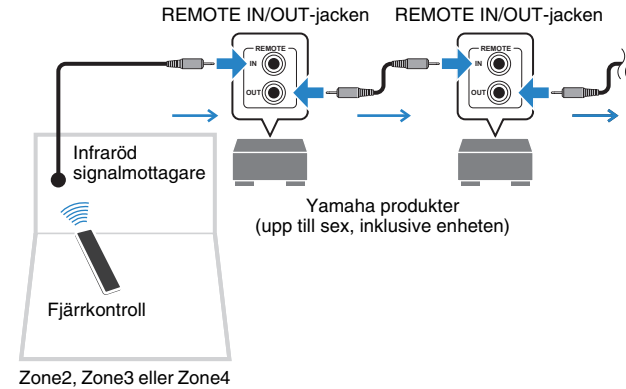 REMOTE IN/OUT-jacken
REMOTE IN/OUT-jacken
REMOTE
IN
OUT
REMOTE
IN
OUT
Infraröd
signalmottagare
Yamaha produkter
(upp till sex, inklusive enheten)
Fjärrkontroll
Zone2, Zone3 eller Zone4